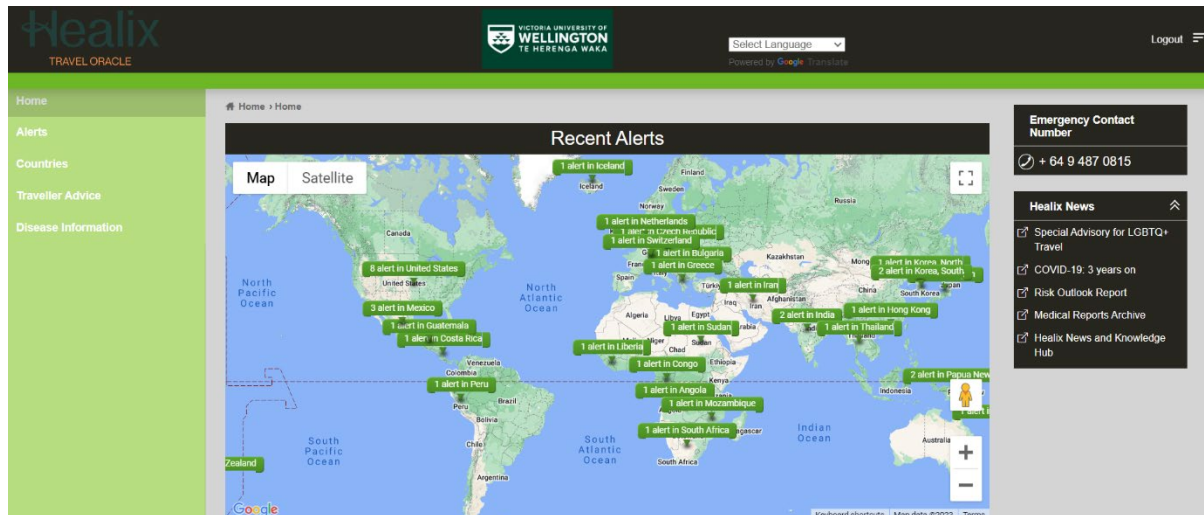 Healix
TRAVEL ORACLE
VICTORIA UNIVERSITY OF
WELLINGTON
TE HERENGA WAKA
Select Language
Powered by Google Translate
Logout
Home
Alerts
Countries
Traveller Advice
Disease Information
Home › Home
Recent Alerts
Map
Satellite
1 alert in Iceland
Iceland
Finland
Sweden
Norway
Russia
1 alert in Netherlands
1 alert in Czech Republic
1 alert in Switzerland
1 alert in Bulgaria
1 alert in Greece
Spain
Kazakhstan
Canada
8 alert in United States
United States
North
Pacific
Ocean
North
Atlantic
Ocean
1 alert in Korea, North
2 alert in Korea, South
1
South Korea
Japan
China
1 alert in Iran
Iraq
Iran
Afghanistan
Algeria
Libya
Egypt
3 alert in Mexico
1 alert in Guatemala
1 alert in Costa Rica
2 alert in India
1 alert in Hong Kong
1 alert in Thailand
1 alert in Sudan
Chad
Sudan
Ethiopia
1 alert in Liberia
Venezuela
Colombia
1 alert in Congo
Kenya
1 alert in Peru
Peru
Brazil
Bolivia
1 alert in Angola
1 alert in Mozambique
Indonesia
2 alert in Papua New
1 alert in South Africa
South Africa
Indian
Ocean
Australia
South
Pacific
Ocean
Chile
Argentina
South
Atlantic
Ocean
Zealand
Google
Keyboard shortcuts
Map data ©2023
Terms
Emergency Contact
Number
+ 64 9 487 0815
Healix News
Special Advisory for LGBTQ+
Travel
COVID-19: 3 years on
Risk Outlook Report
Medical Reports Archive
Healix News and Knowledge
Hub